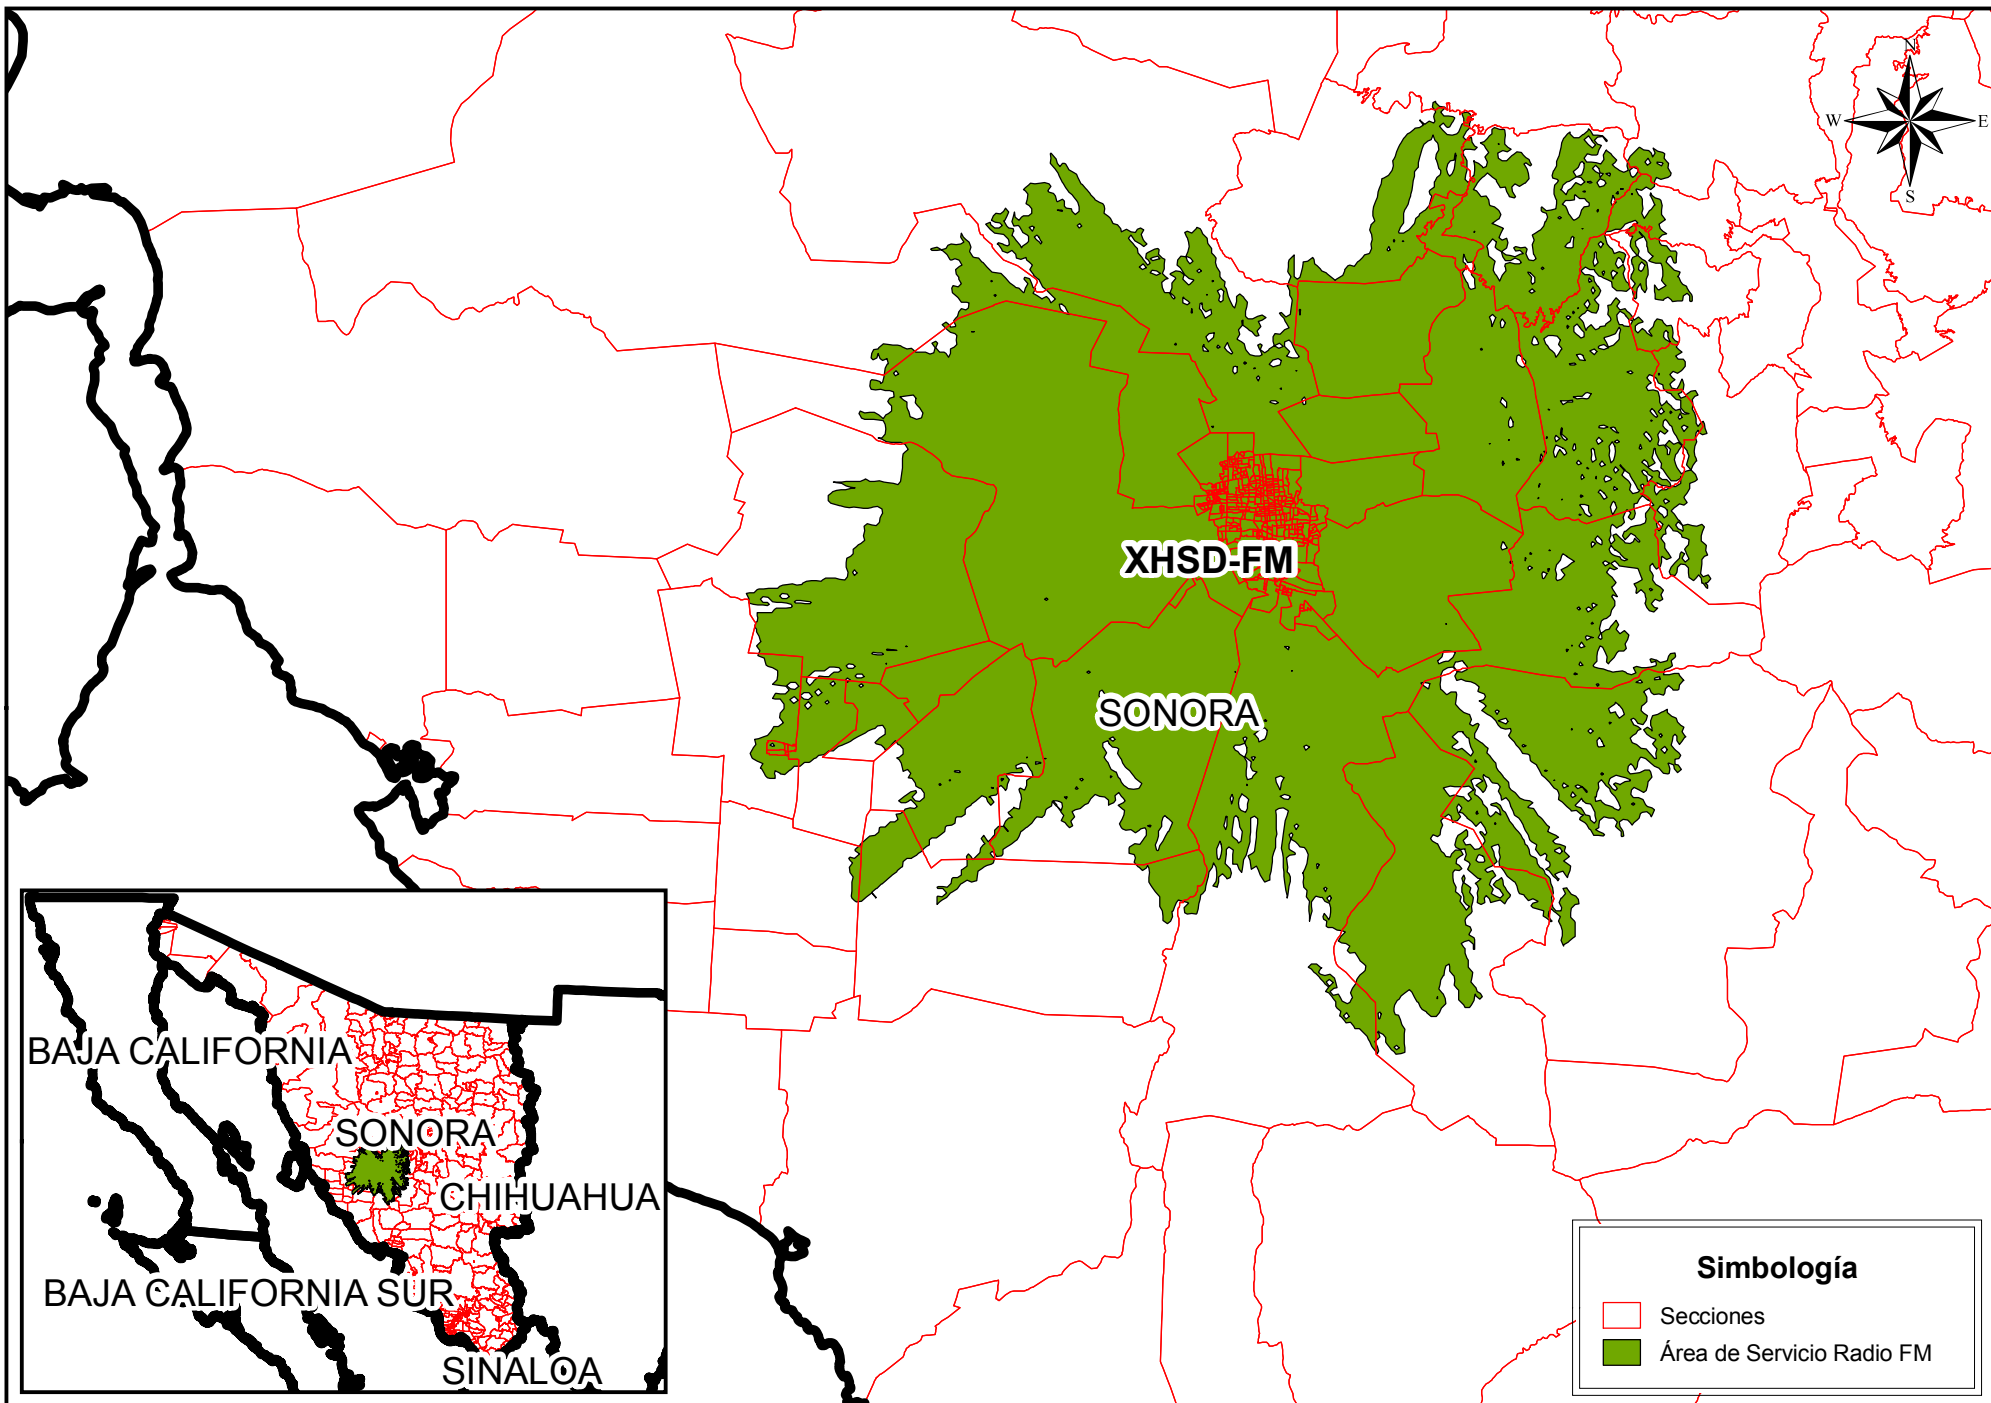 N
W
E
S
XHSD-FM
SONORA
BAJA CALIFORNIA
SONORA
CHIHUAHUA
BAJA CALIFORNIA SUR
SINALOA
Simbología
Secciones
Área de Servicio Radio FM